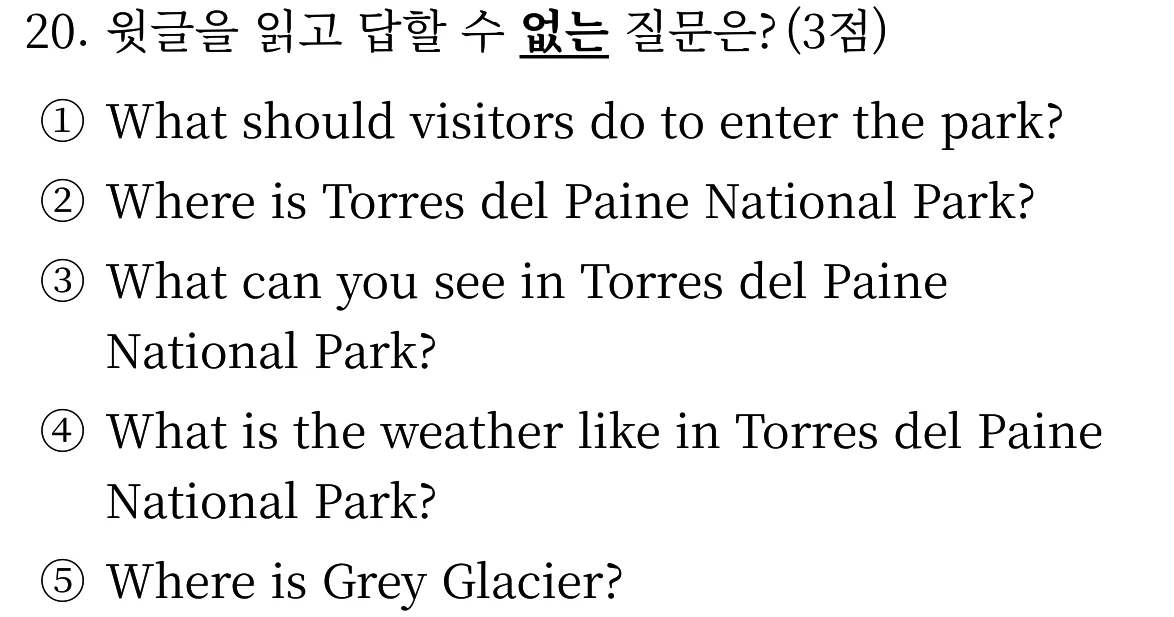 20. 윗글을 읽고 답할 수 없는 질문은?(3점)
① What should visitors do to enter the park?
② Where is Torres del Paine National Park?
③ What can you see in Torres del Paine
National Park?
④ What is the weather like in Torres del Paine
National Park?
⑤ Where is Grey Glacier?